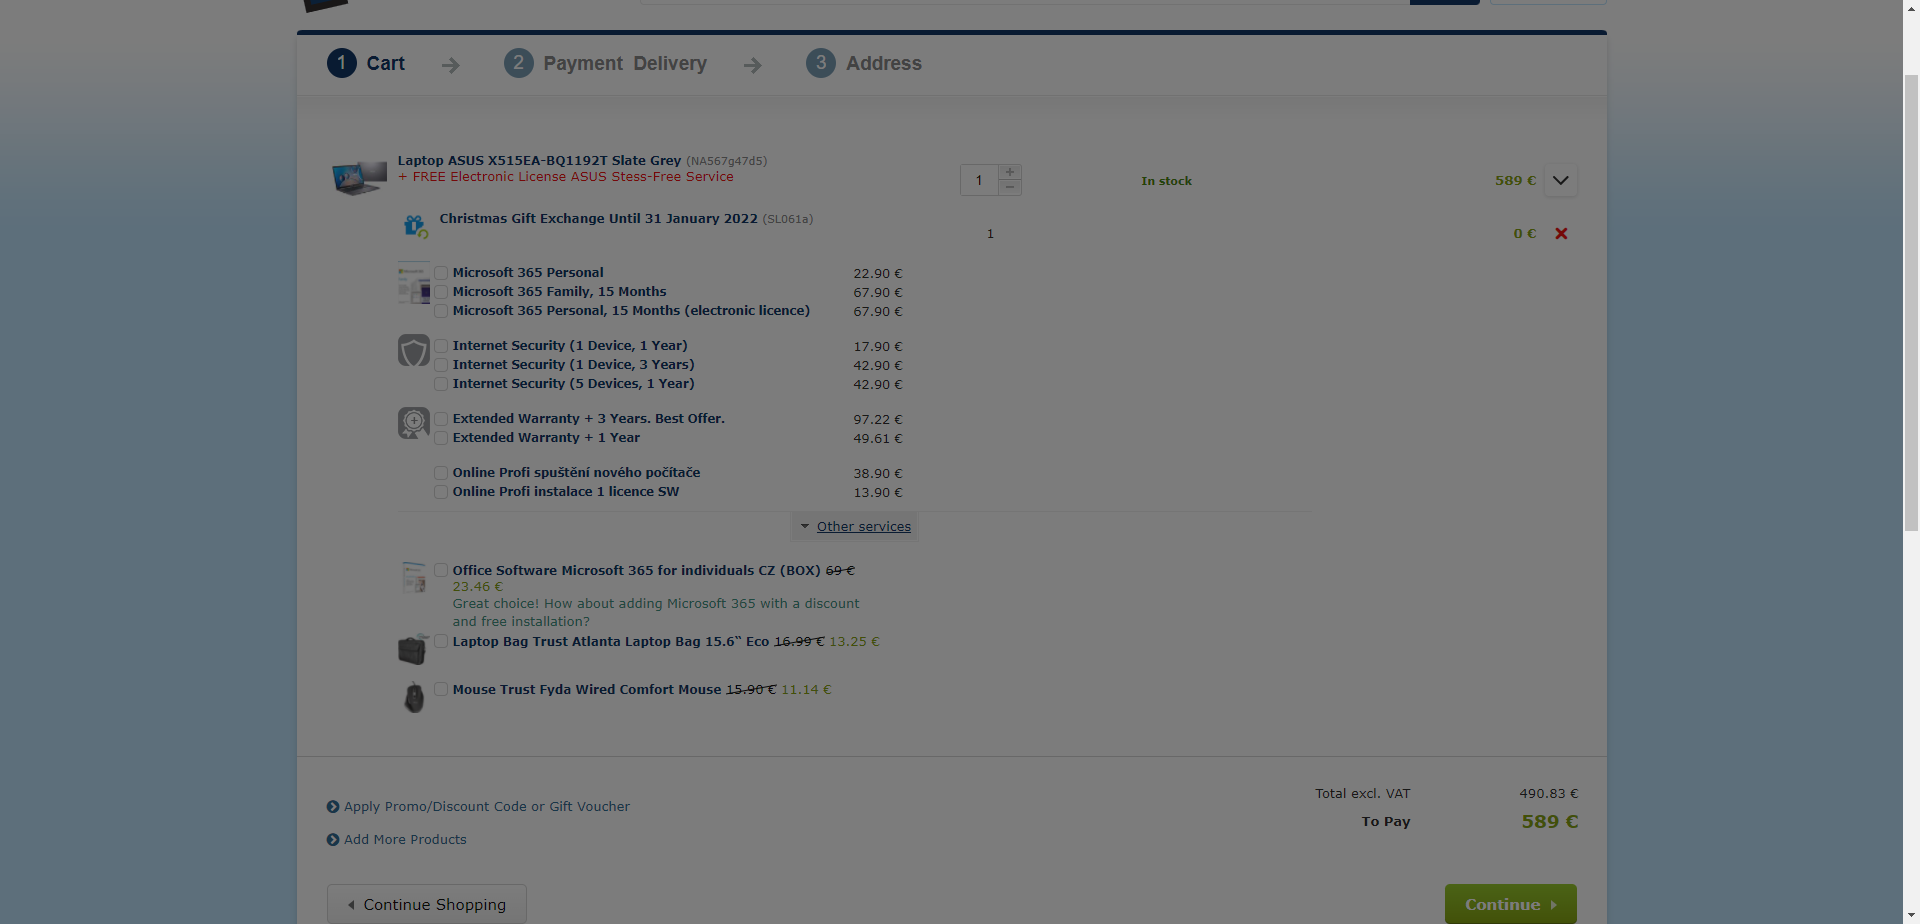 1 Cart 2 Payment Delivery 3 Address
Laptop ASUS X515EA-BQ1192T Slate Grey (NA567g47d5)
+ FREE Electronic License ASUS Stess-Free Service
1 + − In stock 589 €
Christmas Gift Exchange Until 31 January 2022 (SL061a)
1 0 €
Microsoft 365 Personal 22.90 €
Microsoft 365 Family, 15 Months 67.90 €
Microsoft 365 Personal, 15 Months (electronic licence) 67.90 €
Internet Security (1 Device, 1 Year) 17.90 €
Internet Security (1 Device, 3 Years) 42.90 €
Internet Security (5 Devices, 1 Year) 42.90 €
Extended Warranty + 3 Years. Best Offer. 97.22 €
Extended Warranty + 1 Year 49.61 €
Online Profi spuštění nového počítače 38.90 €
Online Profi instalace 1 licence SW 13.90 €
Other services
Office Software Microsoft 365 for individuals CZ (BOX) 69 €
23.46 €
Great choice! How about adding Microsoft 365 with a discount
and free installation?
Laptop Bag Trust Atlanta Laptop Bag 15.6“ Eco 16.99 € 13.25 €
Mouse Trust Fyda Wired Comfort Mouse 15.90 € 11.14 €
Total excl. VAT 490.83 €
Apply Promo/Discount Code or Gift Voucher
To Pay 589 €
Add More Products
Continue Shopping Continue